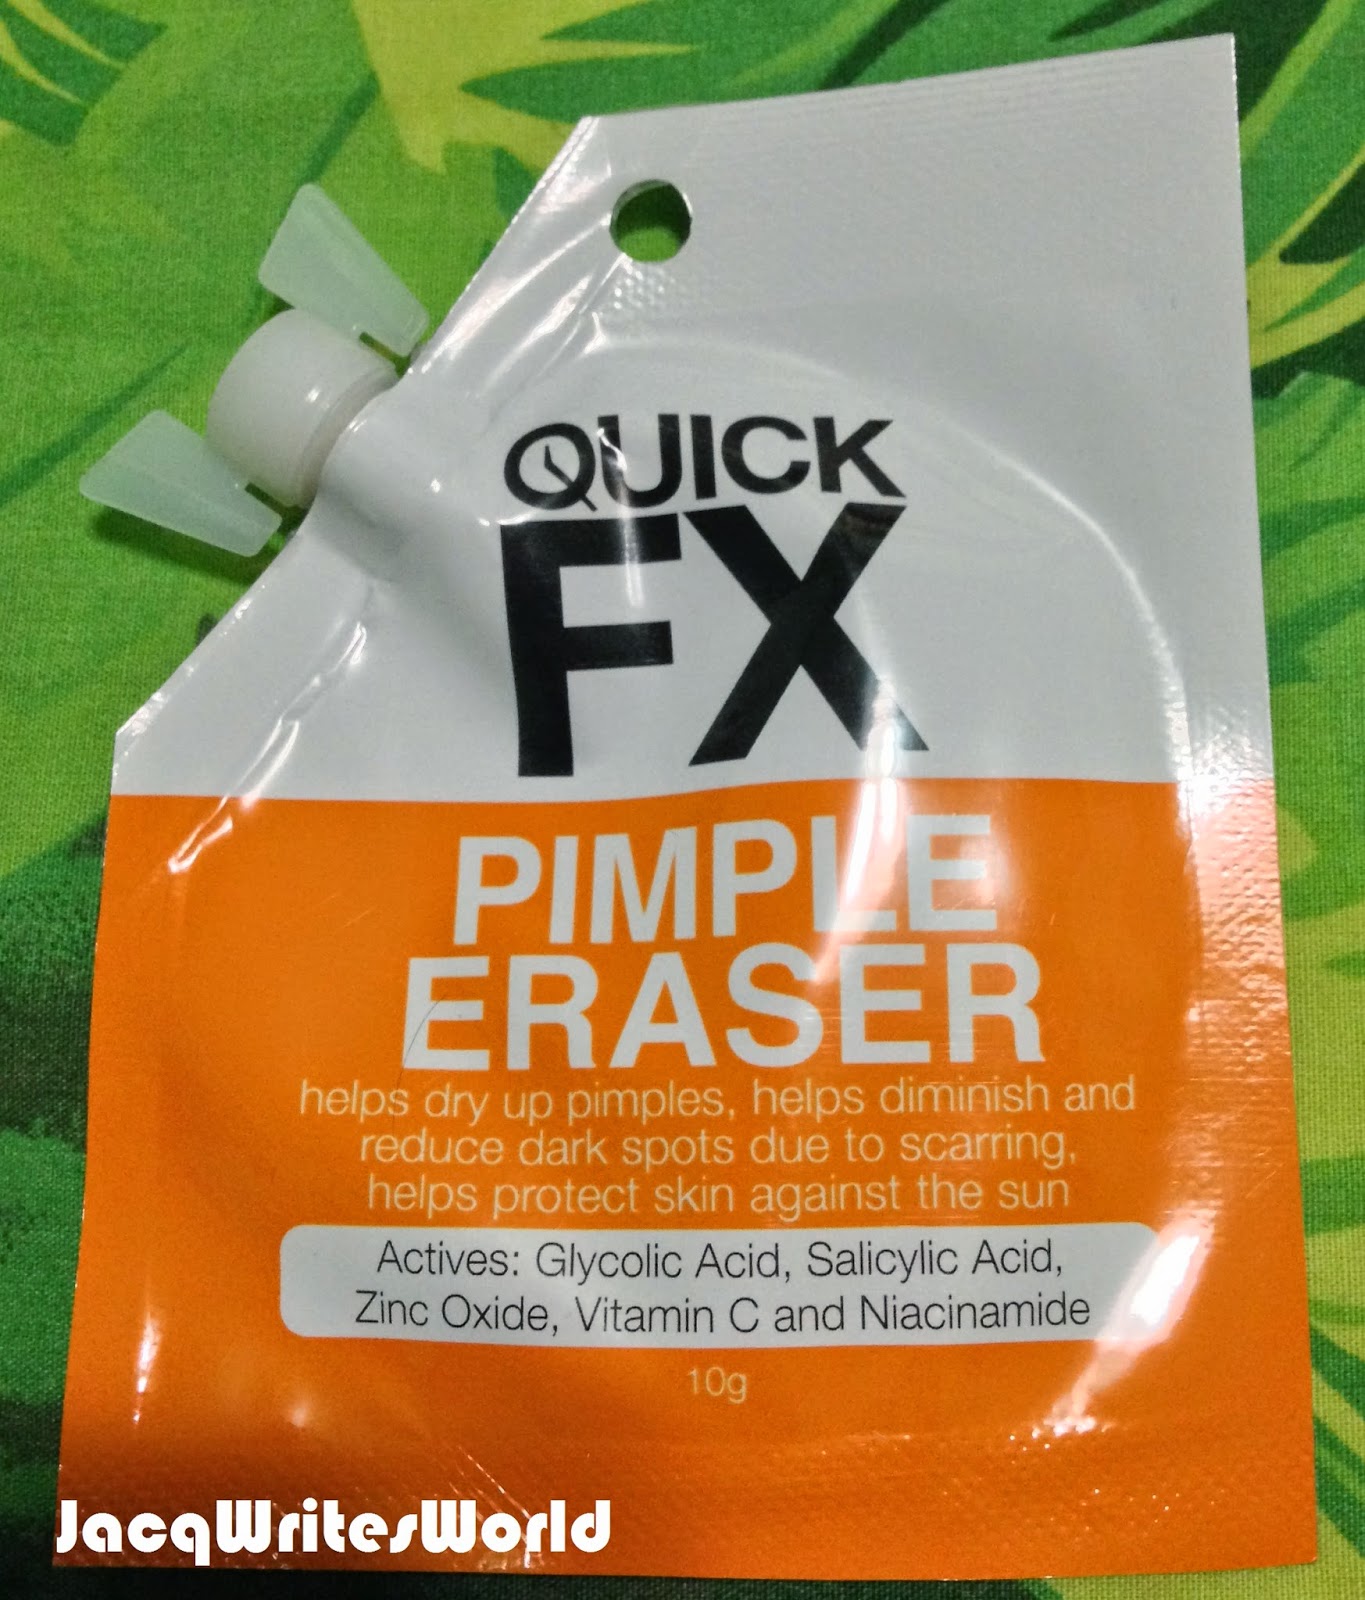 QUICK
FX
PIMPLE
ERASER
helps dry up pimples, helps diminish and
reduce dark spots due to scarring,
helps protect skin against the sun
Actives: Glycolic Acid, Salicylic Acid,
Zinc Oxide, Vitamin C and Niacinamide
10g
JacqWritesWorld